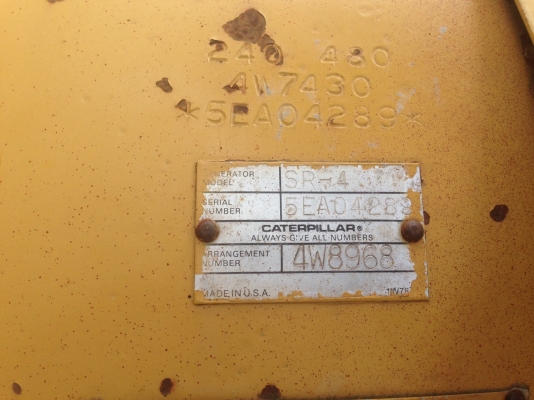 240 480
4W7430
*5EA04289*
GENERATOR MODEL SR-4
SERIAL NUMBER 5EA04289
CATERPILLAR®
ALWAYS GIVE ALL NUMBERS
ARRANGEMENT NUMBER 4W8968
MADE IN U.S.A.